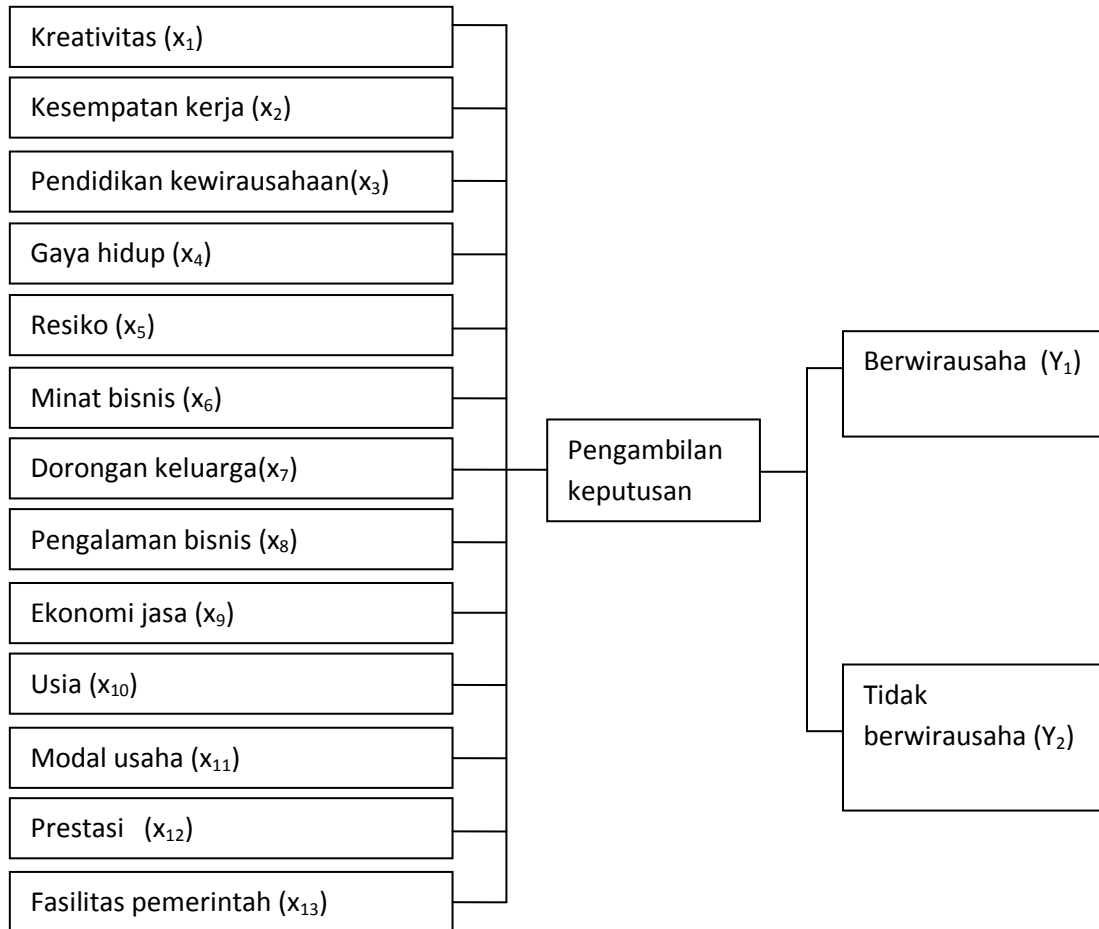 Kreativitas (x₁)
Kesempatan kerja (x₂)
Pendidikan kewirausahaan(x₃)
Gaya hidup (x₄)
Resiko (x₅)
Minat bisnis (x₆)
Dorongan keluarga(x₇)
Pengalaman bisnis (x₈)
Ekonomi jasa (x₉)
Usia (x₁₀)
Modal usaha (x₁₁)
Prestasi (x₁₂)
Fasilitas pemerintah (x₁₃)
Pengambilan
keputusan
Berwirausaha (Y₁)
Tidak
berwirausaha (Y₂)